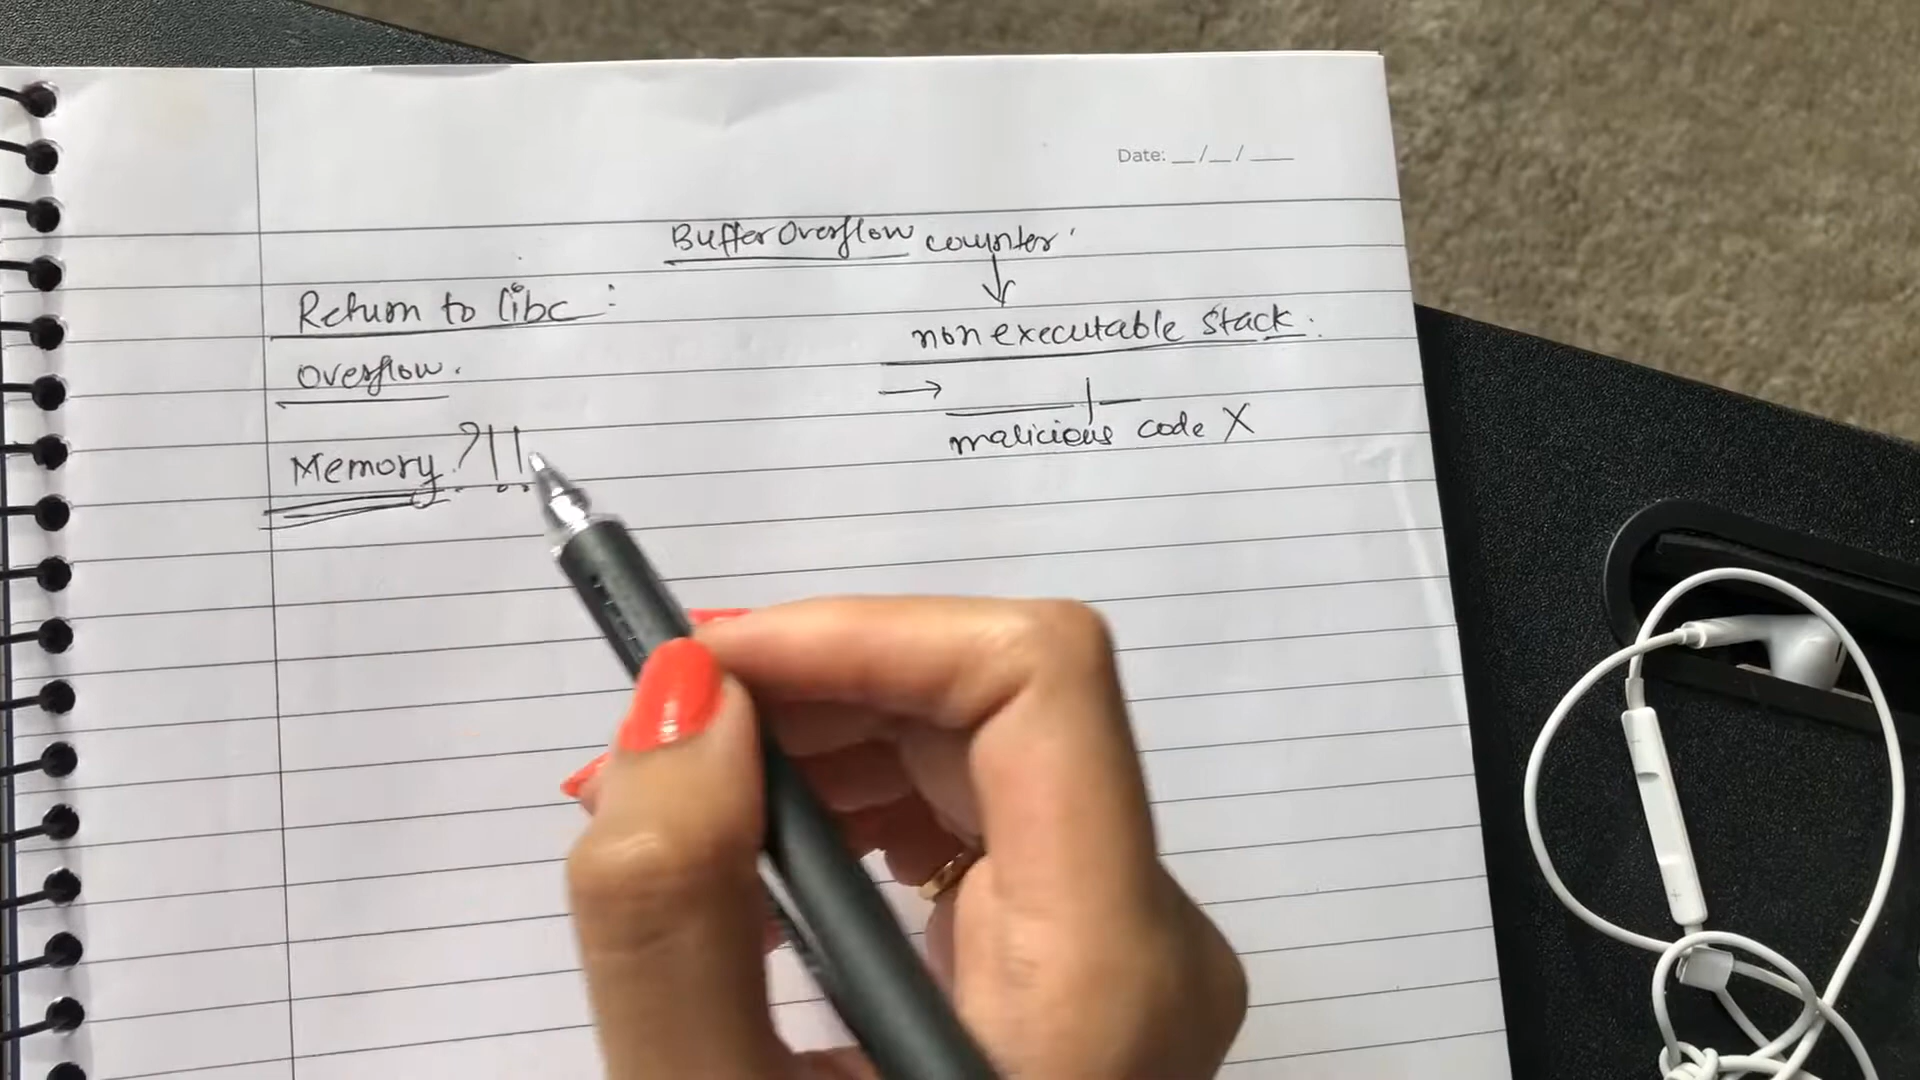 Date: __/__/____
Buffer Overflow counter'
Return to libc :
non executable stack.
overflow.
malicious code X
Memory ?!!